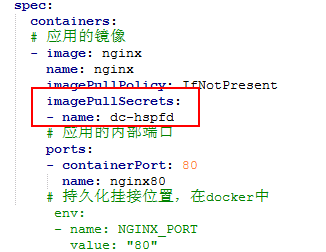 spec:
containers:
# 应用的镜像
- image: nginx
name: nginx
imagePullPolicy: IfNotPresent
imagePullSecrets:
- name: dc-hspfd
# 应用的内部端口
ports:
- containerPort: 80
name: nginx80
# 持久化挂接位置，在docker中
env:
- name: NGINX_PORT
value: "80"